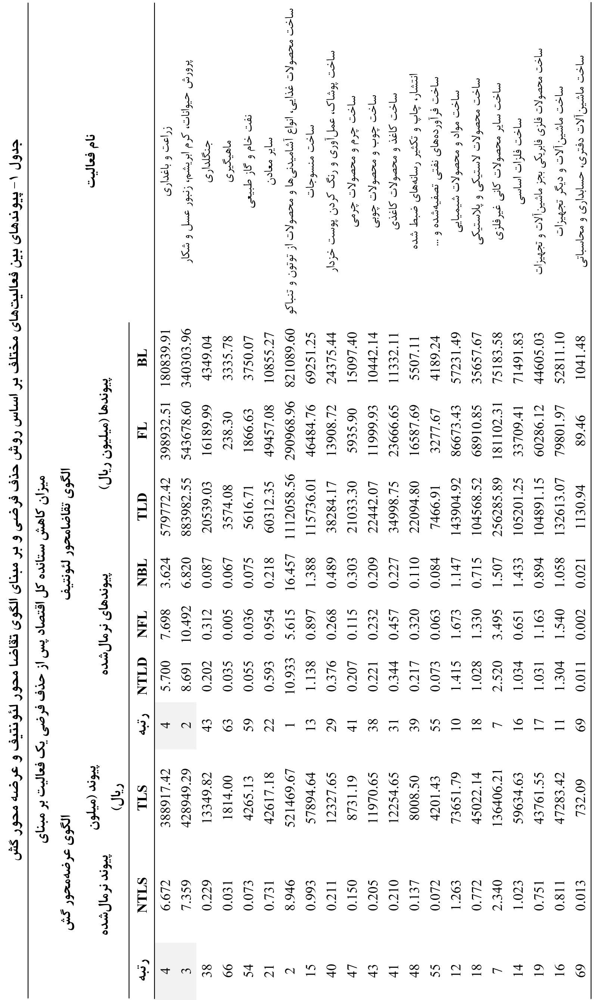 جدول ۱- پیوندهای بین فعالیت‌های مختلف بر اساس روش حذف فرضی و بر مبنای الگوی تقاضا محور لئونتیف و عرضه محور گش
میزان کاهش ستانده کل اقتصاد پس از حذف فرضی یک فعالیت بر مبنای
الگوی تقاضامحور لئونتیف الگوی عرضه‌محور گش
نام فعالیت پیوندها (میلیون ریال) پیوندهای نرمال‌شده پیوند (میلون ریال) پیوند نرمال‌شده
BL FL TLD NBL NFL NTLD رتبه TLS NTLS رتبه
زراعت و باغداری 180839.91 398932.51 579772.42 3.624 7.698 5.700 4 388917.42 6.672 4
پرورش حیوانات، کرم ابریشم، زنبور عسل و شکار 340303.96 543678.60 883982.55 6.820 10.492 8.691 2 428949.29 7.359 3
جنگلداری 4349.04 16189.99 20539.03 0.087 0.312 0.202 43 13349.82 0.229 38
ماهیگیری 3335.78 238.30 3574.08 0.067 0.005 0.035 63 1814.00 0.031 66
نفت خام و گاز طبیعی 3750.07 1866.63 5616.71 0.075 0.036 0.055 59 4265.13 0.073 54
سایر معادن 10855.27 49457.08 60312.35 0.218 0.954 0.593 22 42617.18 0.731 21
ساخت محصولات غذایی، انواع آشامیدنی‌ها و محصولات از توتون و تنباکو 821089.60 290968.96 1112058.56 16.457 5.615 10.933 1 521469.67 8.946 2
ساخت منسوجات 69251.25 46484.76 115736.01 1.388 0.897 1.138 13 57894.64 0.993 15
ساخت پوشاک، عمل‌آوری و رنگ کردن پوست خزدار 24375.44 13908.72 38284.17 0.489 0.268 0.376 29 12327.65 0.211 40
ساخت چرم و محصولات چرمی 15097.40 5935.90 21033.30 0.303 0.115 0.207 41 8731.19 0.150 47
ساخت چوب و محصولات چوبی 10442.14 11999.93 22442.07 0.209 0.232 0.221 38 11970.65 0.205 43
ساخت کاغذ و محصولات کاغذی 11332.11 23666.65 34998.75 0.227 0.457 0.344 31 12254.65 0.210 41
انتشار، چاپ و تکثیر رسانه‌های ضبط شده 5507.11 16587.69 22094.80 0.110 0.320 0.217 39 8008.50 0.137 48
ساخت فرآورده‌های نفتی تصفیه‌شده و ... 4189.24 3277.67 7466.91 0.084 0.063 0.073 55 4201.43 0.072 55
ساخت مواد و محصولات شیمیایی 57231.49 86673.43 143904.92 1.147 1.673 1.415 10 73651.79 1.263 12
ساخت محصولات لاستیکی و پلاستیکی 35657.67 68910.85 104568.52 0.715 1.330 1.028 18 45022.14 0.772 18
ساخت سایر محصولات کانی غیرفلزی 75183.58 181102.31 256285.89 1.507 3.495 2.520 7 136406.21 2.340 7
ساخت فلزات اساسی 71491.83 33709.41 105201.25 1.433 0.651 1.034 16 59634.63 1.023 14
ساخت محصولات فلزی فابریکی بجز ماشین‌آلات و تجهیزات 44605.03 60286.12 104891.15 0.894 1.163 1.031 17 43761.55 0.751 19
ساخت ماشین‌آلات و دیگر تجهیزات 52811.10 79801.97 132613.07 1.058 1.540 1.304 11 47283.42 0.811 16
ساخت ماشین‌آلات دفتری، حسابداری و محاسباتی 1041.48 89.46 1130.94 0.021 0.002 0.011 69 732.09 0.013 69